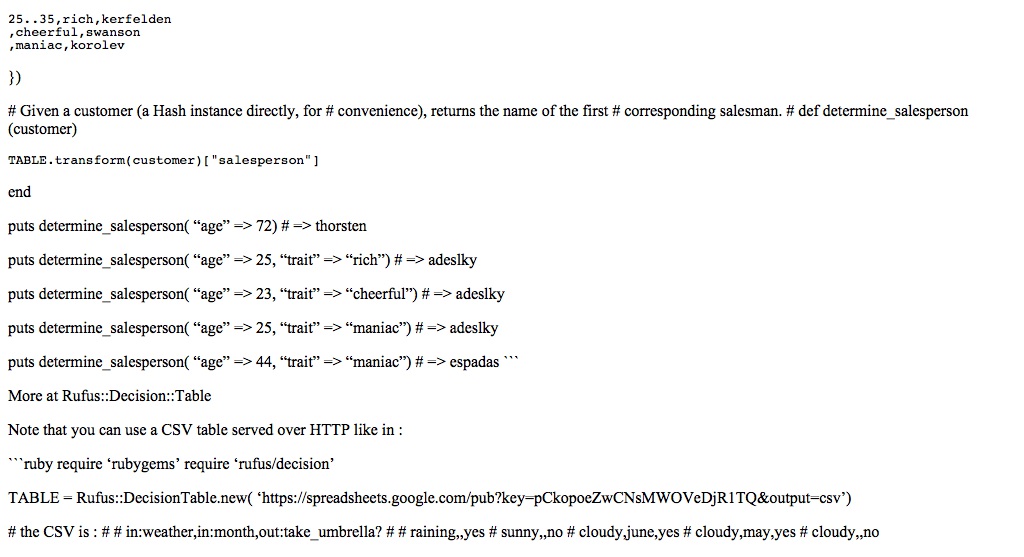 25..35,rich,kerfelden
,cheerful,swanson
,maniac,korolev
})
# Given a customer (a Hash instance directly, for # convenience), returns the name of the first # corresponding salesman. # def determine_salesperson
(customer)
TABLE.transform(customer)["salesperson"]
end
puts determine_salesperson( “age” => 72) # => thorsten
puts determine_salesperson( “age” => 25, “trait” => “rich”) # => adeslky
puts determine_salesperson( “age” => 23, “trait” => “cheerful”) # => adeslky
puts determine_salesperson( “age” => 25, “trait” => “maniac”) # => adeslky
puts determine_salesperson( “age” => 44, “trait” => “maniac”) # => espadas ```
More at Rufus::Decision::Table
Note that you can use a CSV table served over HTTP like in :
```ruby require ‘rubygems’ require ‘rufus/decision’
TABLE = Rufus::DecisionTable.new( ‘https://spreadsheets.google.com/pub?key=pCkopoeZwCNsMWOVeDjR1TQ&output=csv’)
# the CSV is : # # in:weather,in:month,out:take_umbrella? # # raining,,yes # sunny,,no # cloudy,june,yes # cloudy,may,yes # cloudy,,no